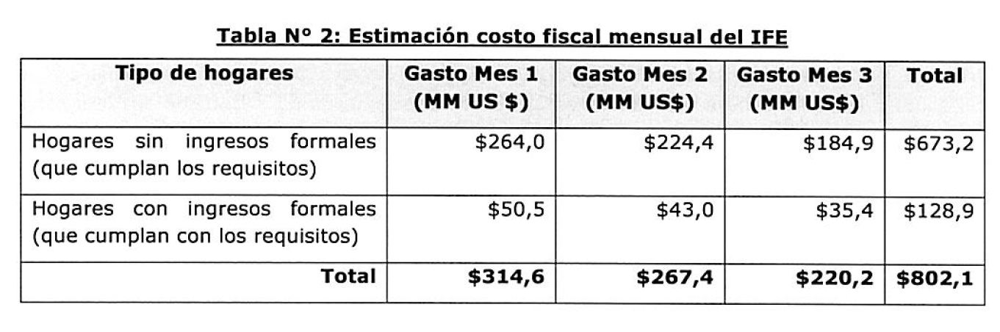 Tabla Nº 2: Estimación costo fiscal mensual del IFE
Tipo de hogares Gasto Mes 1 Gasto Mes 2 Gasto Mes 3 Total
(MM US $) (MM US$) (MM US$)
Hogares sin ingresos formales $264,0 $224,4 $184,9 $673,2
(que cumplan los requisitos)
Hogares con ingresos formales $50,5 $43,0 $35,4 $128,9
(que cumplan con los requisitos)
Total $314,6 $267,4 $220,2 $802,1